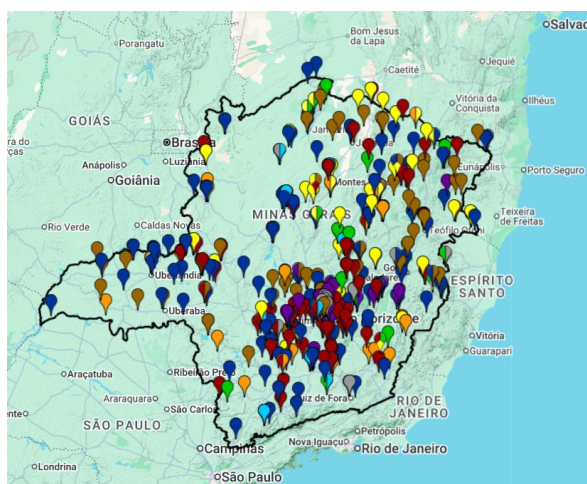 Salvac
Bom Jesus
da Lapa
Porangatu
Jequié
Caetité
GOIÁS
Vitória da
Conquista
Ilhéus
Brasília
Anápolis
Luziânia
Goiânia
Eunápolis
Porto Seguro
Montes
MINAS GERAIS
Teixeira
de Freitas
Rio Verde
Caldas Novas
Teófilo Otoni
Uberlândia
ESPÍRITO
SANTO
Uberaba
Horizonte
Vitória
Guarapari
Araçatuba
Ribeirão Preto
Araraquara
São Carlos
Juiz de Fora
RIO DE
JANEIRO
SÃO PAULO
Petrópolis
Nova Iguaçu
Campinas
Rio de Janeiro
Londrina
São Paulo